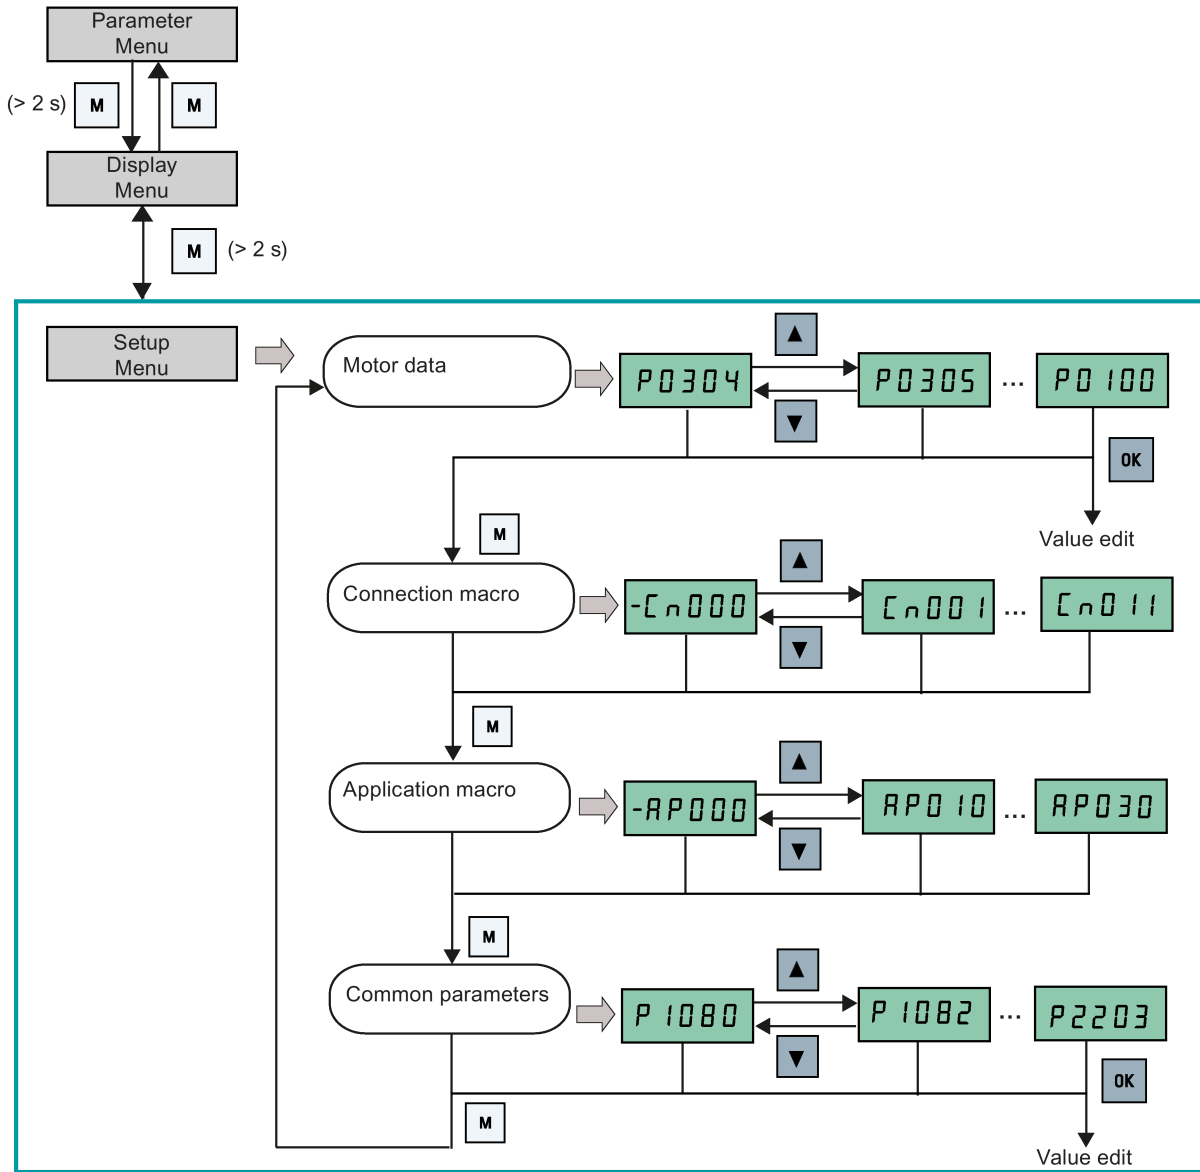 Parameter
Menu
(> 2 s) M M
Display
Menu
M (> 2 s)
Setup
Menu
Motor data
P0304
P0305
...
P0100
OK
Value edit
M
Connection macro
-Cn000
Cn001
...
Cn011
M
Application macro
-AP000
AP010
...
AP030
M
Common parameters
P1080
P1082
...
P2203
OK
M
Value edit